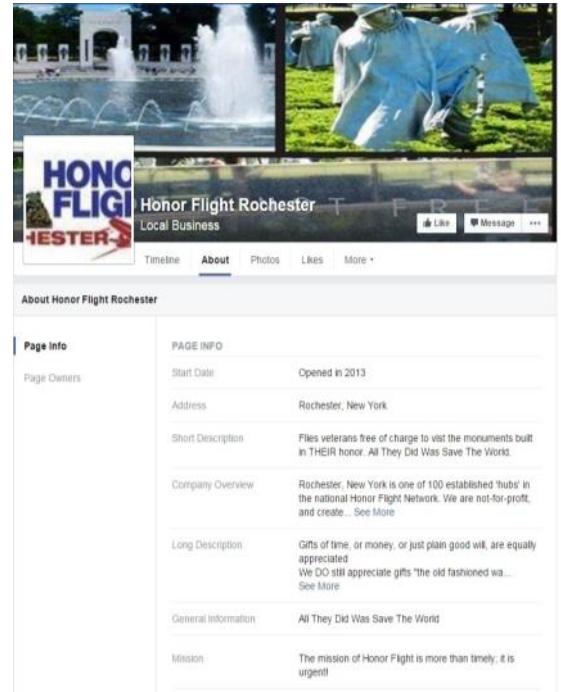 HONO
FLIGI
HESTER
T F R E E
Honor Flight Rochester
Local Business
Like
Message
Timeline About Photos Likes More
About Honor Flight Rochester
Page Info
Page Owners
PAGE INFO
Start Date Opened in 2013
Address Rochester, New York
Short Description Flies veterans free of charge to vist the monuments built
in THEIR honor. All They Did Was Save The World.
Company Overview Rochester, New York is one of 100 established 'hubs' in
the national Honor Flight Network. We are not-for-profit,
and create... See More
Long Description Gifts of time, or money, or just plain good will, are equally
appreciated
We DO still appreciate gifts "the old fashioned wa...
See More
General Information All They Did Was Save The World
Mission The mission of Honor Flight is more than timely; it is
urgent!